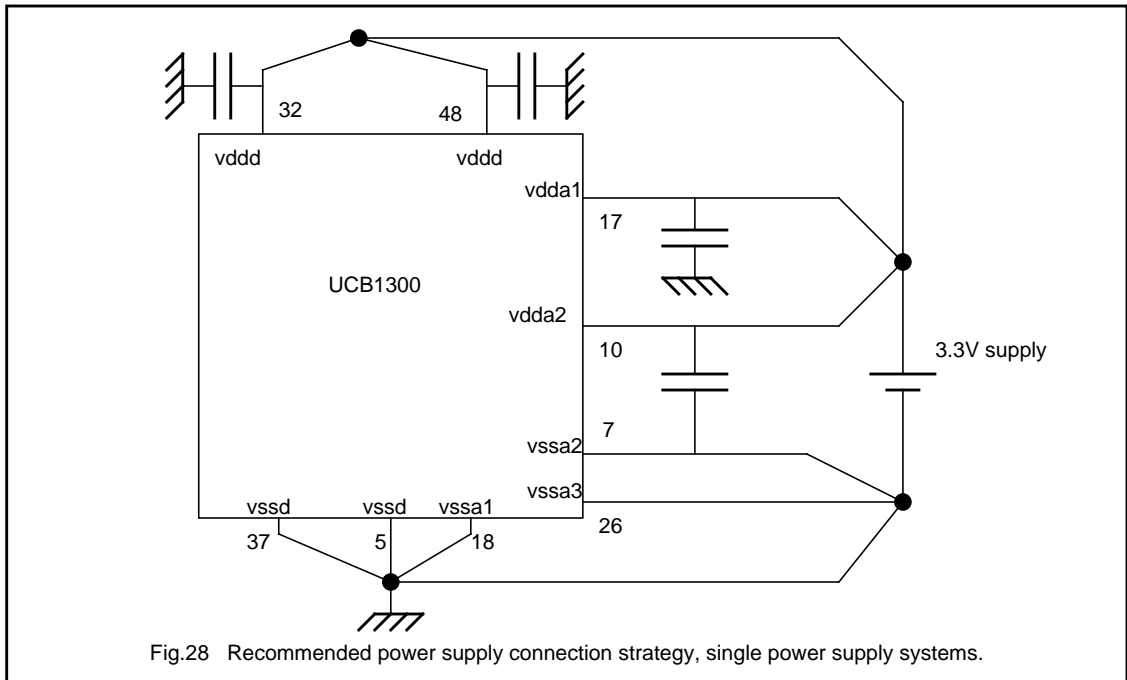 32 48
vddd vddd
vdda1
17
UCB1300
vdda2
10 3.3V supply
7
vssa2
vssa3
vssd vssd vssa1 26
37 5 18
Fig.28 Recommended power supply connection strategy, single power supply systems.